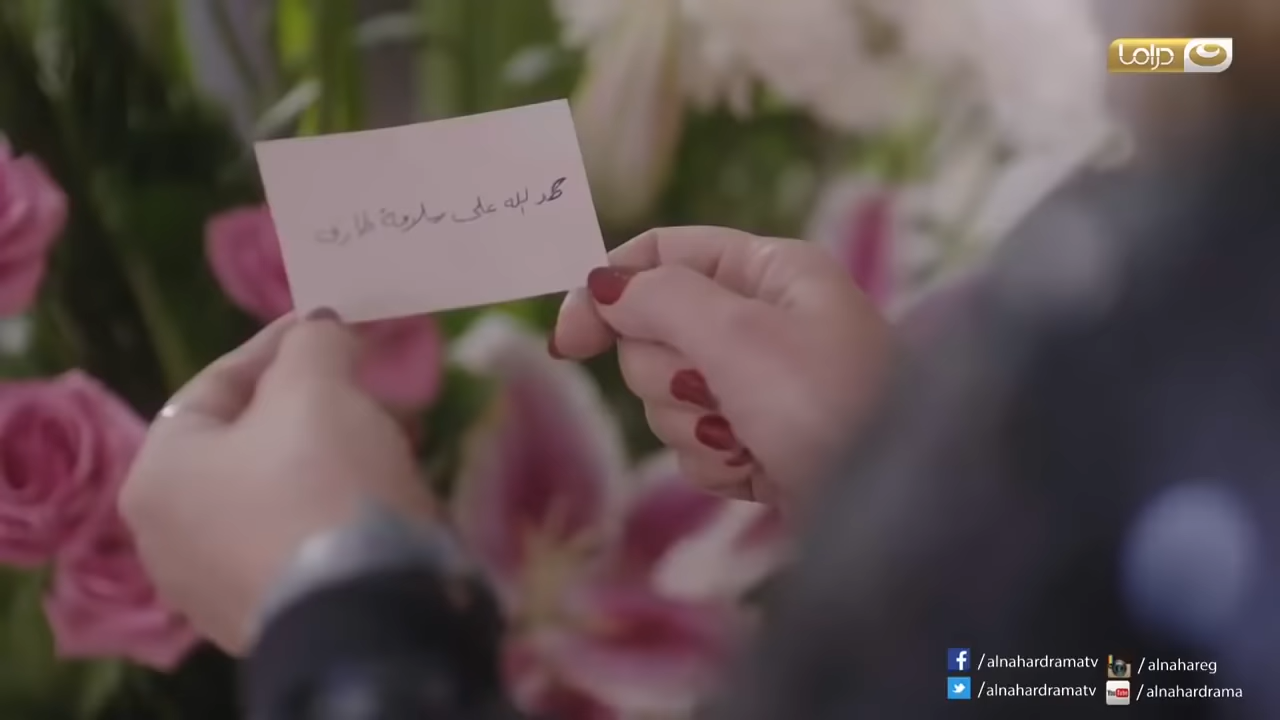 دراما
حمد لله على سلامة طارق
/alnahardramatv
/alnahareg
/alnahardramatv
/alnahardrama